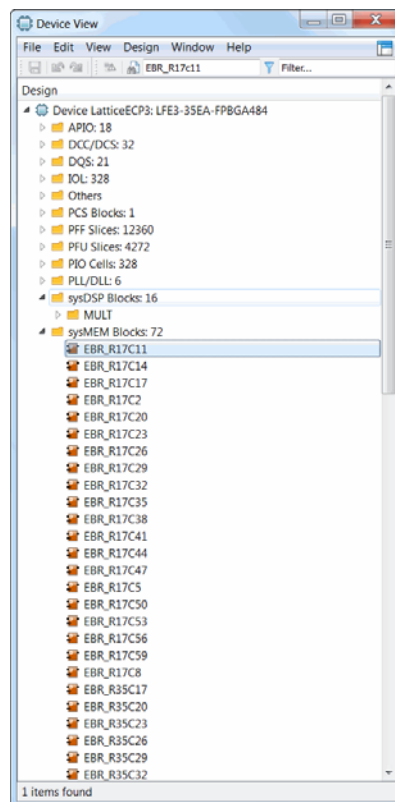 Device View
File Edit View Design Window Help
EBR_R17c11 Filter...
Design
Device LatticeECP3: LFE3-35EA-FPBGA484
APIO: 18
DCC/DCS: 32
DQS: 21
IOL: 328
Others
PCS Blocks: 1
PFF Slices: 12360
PFU Slices: 4272
PIO Cells: 328
PLL/DLL: 6
sysDSP Blocks: 16
MULT
sysMEM Blocks: 72
EBR_R17C11
EBR_R17C14
EBR_R17C17
EBR_R17C2
EBR_R17C20
EBR_R17C23
EBR_R17C26
EBR_R17C29
EBR_R17C32
EBR_R17C35
EBR_R17C38
EBR_R17C41
EBR_R17C44
EBR_R17C47
EBR_R17C5
EBR_R17C50
EBR_R17C53
EBR_R17C56
EBR_R17C59
EBR_R17C8
EBR_R35C17
EBR_R35C20
EBR_R35C23
EBR_R35C26
EBR_R35C29
EBR_R35C32
1 items found